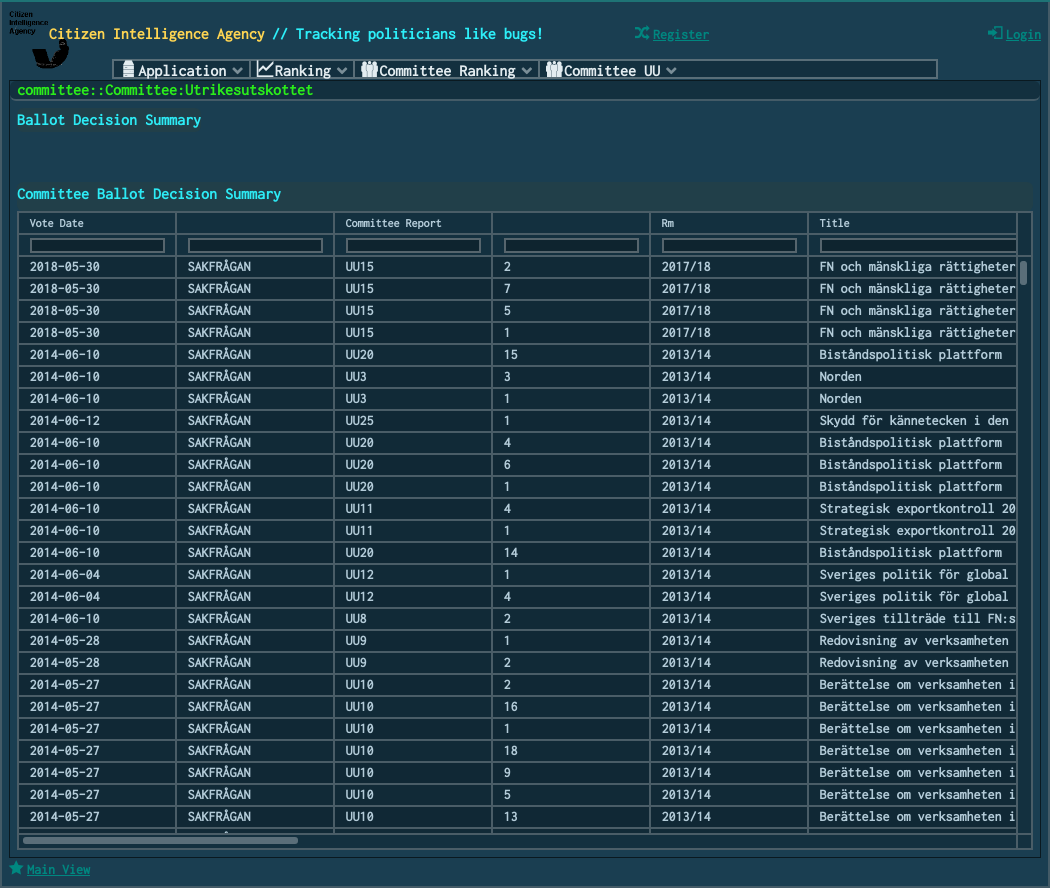 Citizen
Intelligence
Agency
Citizen Intelligence Agency // Tracking politicians like bugs!
Register
Login
Application
Ranking
Committee Ranking
Committee UU
committee::Committee:Utrikesutskottet
Ballot Decision Summary
Committee Ballot Decision Summary
Vote Date Committee Report Rm Title
2018-05-30 SAKFRÅGAN UU15 2 2017/18 FN och mänskliga rättigheter
2018-05-30 SAKFRÅGAN UU15 7 2017/18 FN och mänskliga rättigheter
2018-05-30 SAKFRÅGAN UU15 5 2017/18 FN och mänskliga rättigheter
2018-05-30 SAKFRÅGAN UU15 1 2017/18 FN och mänskliga rättigheter
2014-06-10 SAKFRÅGAN UU20 15 2013/14 Biståndspolitisk plattform
2014-06-10 SAKFRÅGAN UU3 3 2013/14 Norden
2014-06-10 SAKFRÅGAN UU3 1 2013/14 Norden
2014-06-12 SAKFRÅGAN UU25 1 2013/14 Skydd för kännetecken i den
2014-06-10 SAKFRÅGAN UU20 4 2013/14 Biståndspolitisk plattform
2014-06-10 SAKFRÅGAN UU20 6 2013/14 Biståndspolitisk plattform
2014-06-10 SAKFRÅGAN UU20 1 2013/14 Biståndspolitisk plattform
2014-06-10 SAKFRÅGAN UU11 4 2013/14 Strategisk exportkontroll 20
2014-06-10 SAKFRÅGAN UU11 1 2013/14 Strategisk exportkontroll 20
2014-06-10 SAKFRÅGAN UU20 14 2013/14 Biståndspolitisk plattform
2014-06-04 SAKFRÅGAN UU12 1 2013/14 Sveriges politik för global
2014-06-04 SAKFRÅGAN UU12 4 2013/14 Sveriges politik för global
2014-06-10 SAKFRÅGAN UU8 2 2013/14 Sveriges tillträde till FN:s
2014-05-28 SAKFRÅGAN UU9 1 2013/14 Redovisning av verksamheten
2014-05-28 SAKFRÅGAN UU9 2 2013/14 Redovisning av verksamheten
2014-05-27 SAKFRÅGAN UU10 2 2013/14 Berättelse om verksamheten i
2014-05-27 SAKFRÅGAN UU10 16 2013/14 Berättelse om verksamheten i
2014-05-27 SAKFRÅGAN UU10 1 2013/14 Berättelse om verksamheten i
2014-05-27 SAKFRÅGAN UU10 18 2013/14 Berättelse om verksamheten i
2014-05-27 SAKFRÅGAN UU10 9 2013/14 Berättelse om verksamheten i
2014-05-27 SAKFRÅGAN UU10 5 2013/14 Berättelse om verksamheten i
2014-05-27 SAKFRÅGAN UU10 13 2013/14 Berättelse om verksamheten i
Main View